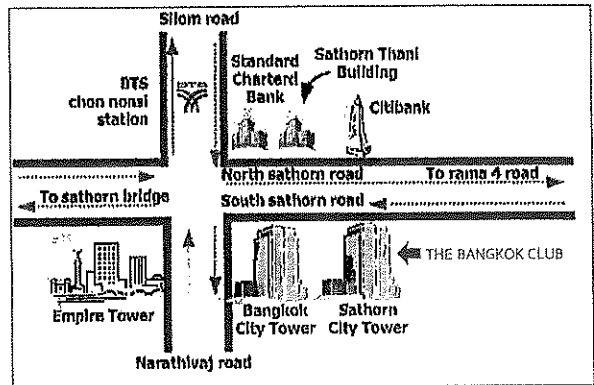 Silom road
BTS
chon nonsi
station
BTS
Standard
Charterd
Bank
Sathorn Thani
Building
Citibank
North sathorn road
To rama 4 road
To sathorn bridge
South sathorn road
THE BANGKOK CLUB
Empire Tower
Bangkok
City Tower
Sathorn
City Tower
Narathivaj road